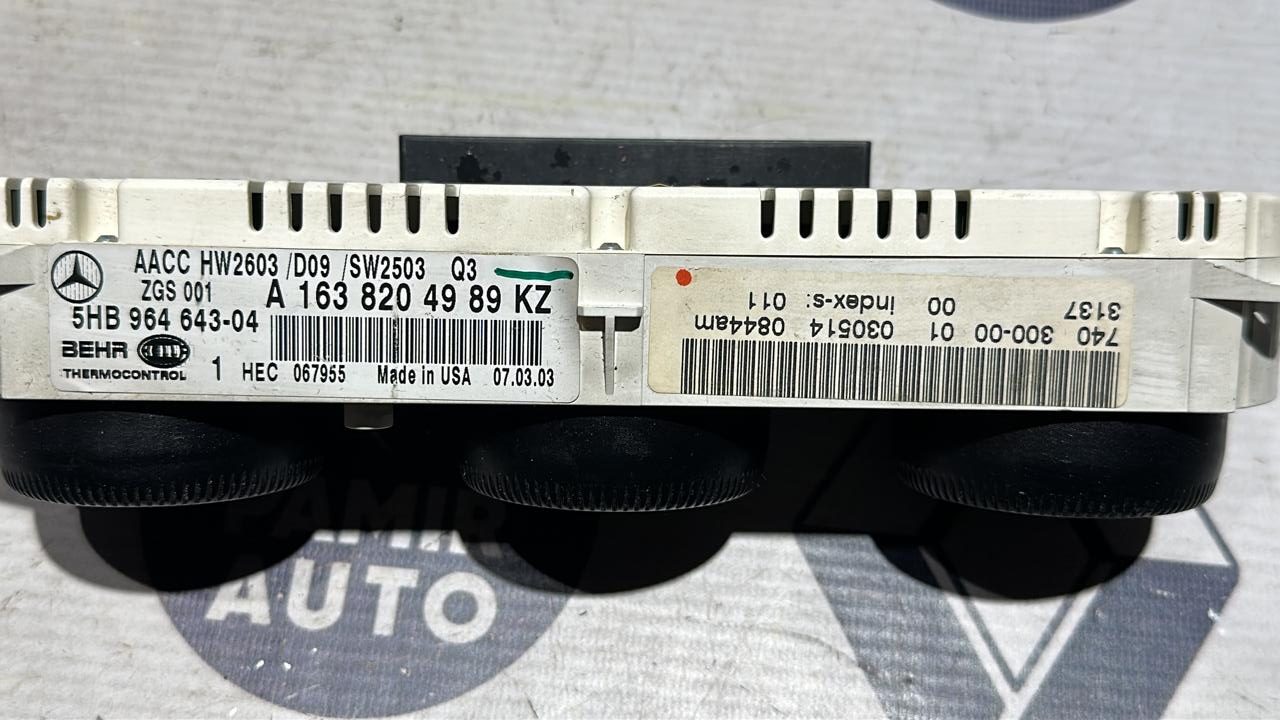 AACC HW2603 /D09 /SW2503 Q3
ZGS 001 A 163 820 49 89 KZ
5HB 964 643-04
BEHR HELLA
THERMOCONTROL 1 HEC 067955 Made in USA 07.03.03
740 300-00 01 030514 0844am
3137 00 index-s: 011
PAMIR
AUTO